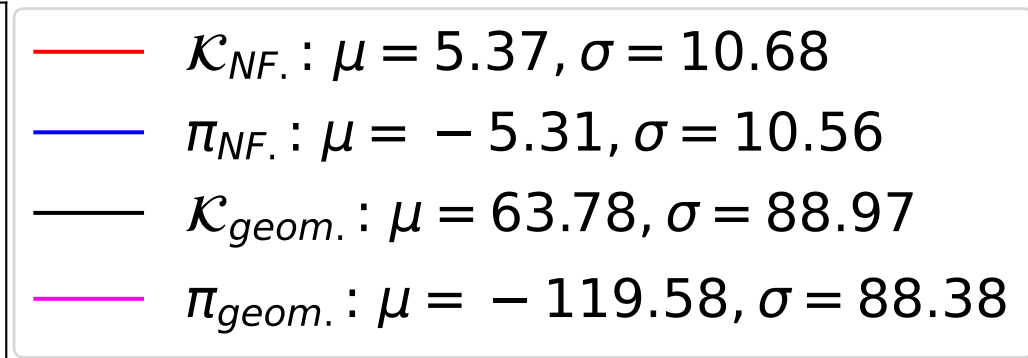 𝒦_{NF.}: μ = 5.37, σ = 10.68
π_{NF.}: μ = −5.31, σ = 10.56
𝒦_{geom.}: μ = 63.78, σ = 88.97
π_{geom.}: μ = −119.58, σ = 88.38